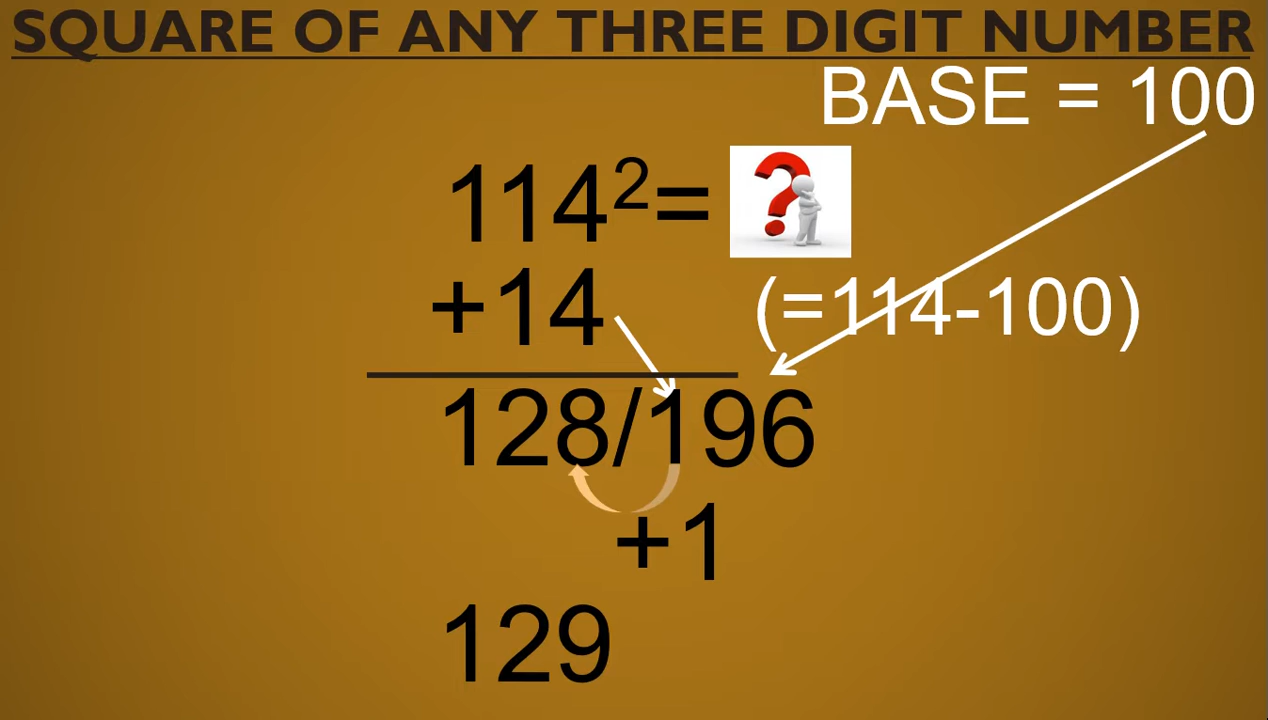 SQUARE OF ANY THREE DIGIT NUMBER
BASE = 100
114²= ?
+14 (=114-100)
128/196
+1
129